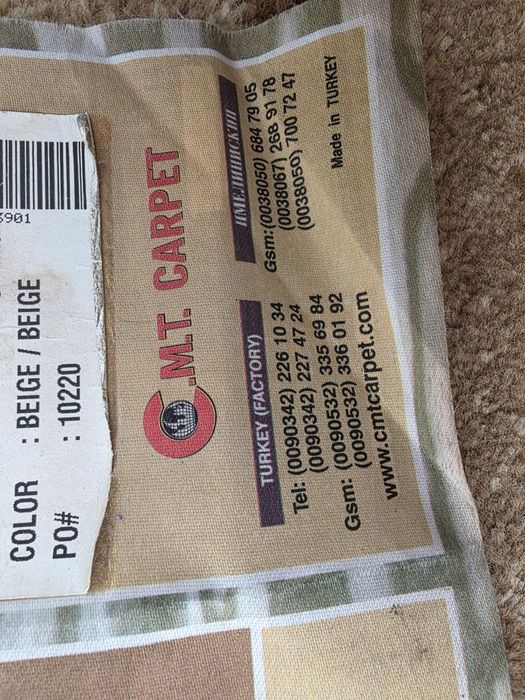 3901
COLOR : BEIGE / BEIGE
PO# : 10220
C.M.T. CARPET
TURKEY (FACTORY)
Tel: (0090342) 226 10 34
(0090342) 227 47 24
Gsm: (0090532) 335 69 84
(0090532) 336 01 92
www.cmtcarpet.com
Gsm:(0038050) 684 79 05
(0038067) 268 91 78
(0038050) 700 72 47
Made in TURKEY